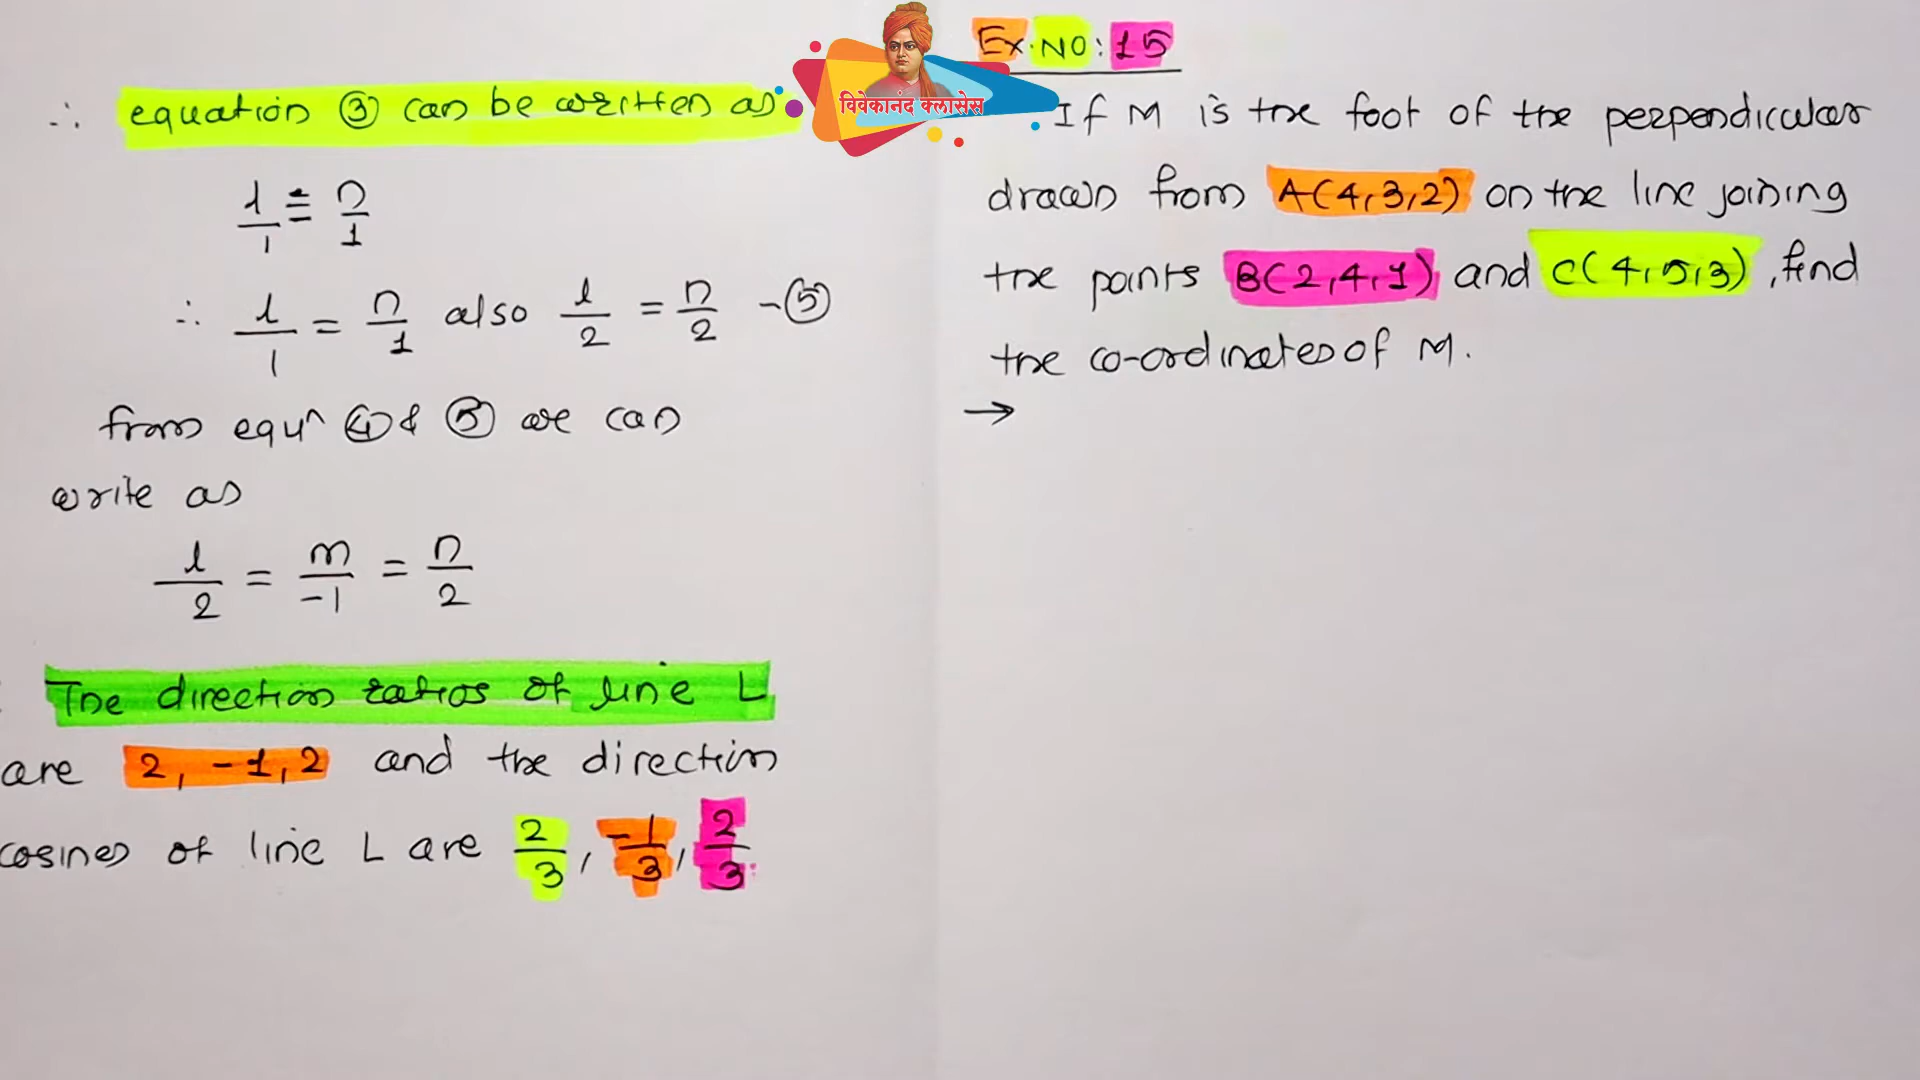 ∴ equation ③ can be written as
l/1 = n/1
∴ l/1 = n/1 also l/2 = n/2 - ⑤
from equⁿ ④ & ⑤ we can
write as
l/2 = m/-1 = n/2
The direction ratios of line L
are 2, -1, 2 and the direction
cosines of line L are 2/3, -1/3, 2/3
विवेकानंद क्लासेस
Ex. NO: 15
If M is the foot of the perpendicular
drawn from A(4,3,2) on the line joining
the points B(2,4,1) and C(4,5,3), find
the co-ordinates of M.
→